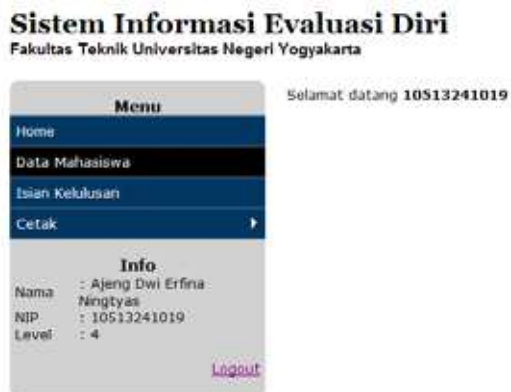 Sistem Informasi Evaluasi Diri
Fakultas Teknik Universitas Negeri Yogyakarta
Menu
Home
Data Mahasiswa
Isian Kelulusan
Cetak
Info
Nama : Ajeng Dwi Erfina
Ningtyas
NIP : 10513241019
Level : 4
Logout
Selamat datang 10513241019